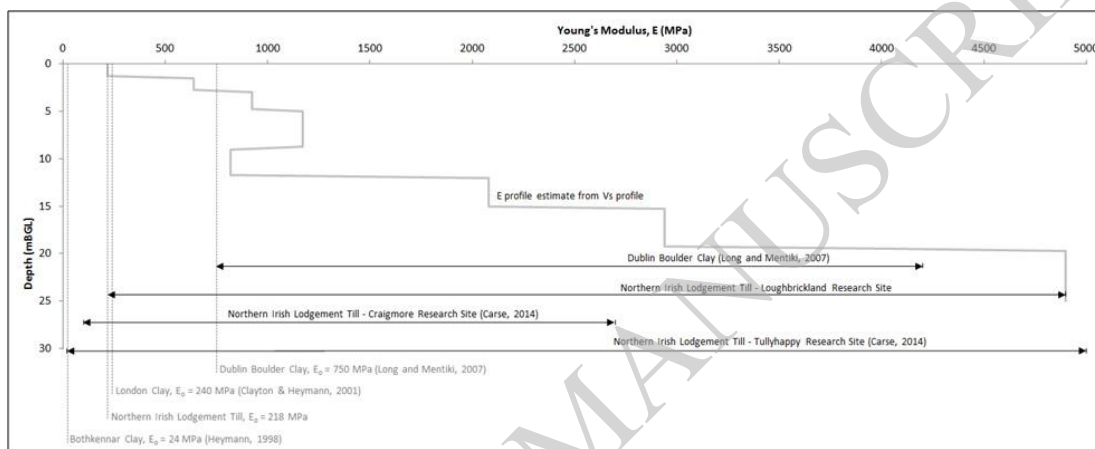 Young's Modulus, E (MPa)
0 500 1000 1500 2000 2500 3000 3500 4000 4500 5000
Depth (mBGL)
0
5
10
15
20
25
30
E profile estimate from Vs profile
Dublin Boulder Clay (Long and Mentiki, 2007)
Northern Irish Lodgement Till - Loughbrickland Research Site
Northern Irish Lodgement Till - Craigmore Research Site (Carse, 2014)
Northern Irish Lodgement Till - Tullyhappy Research Site (Carse, 2014)
Dublin Boulder Clay, E₀ = 750 MPa (Long and Mentiki, 2007)
London Clay, E₀ = 240 MPa (Clayton & Heymann, 2001)
Northern Irish Lodgement Till, E₀ = 218 MPa
Bothkennar Clay, E₀ = 24 MPa (Heymann, 1998)
MANUSCRI